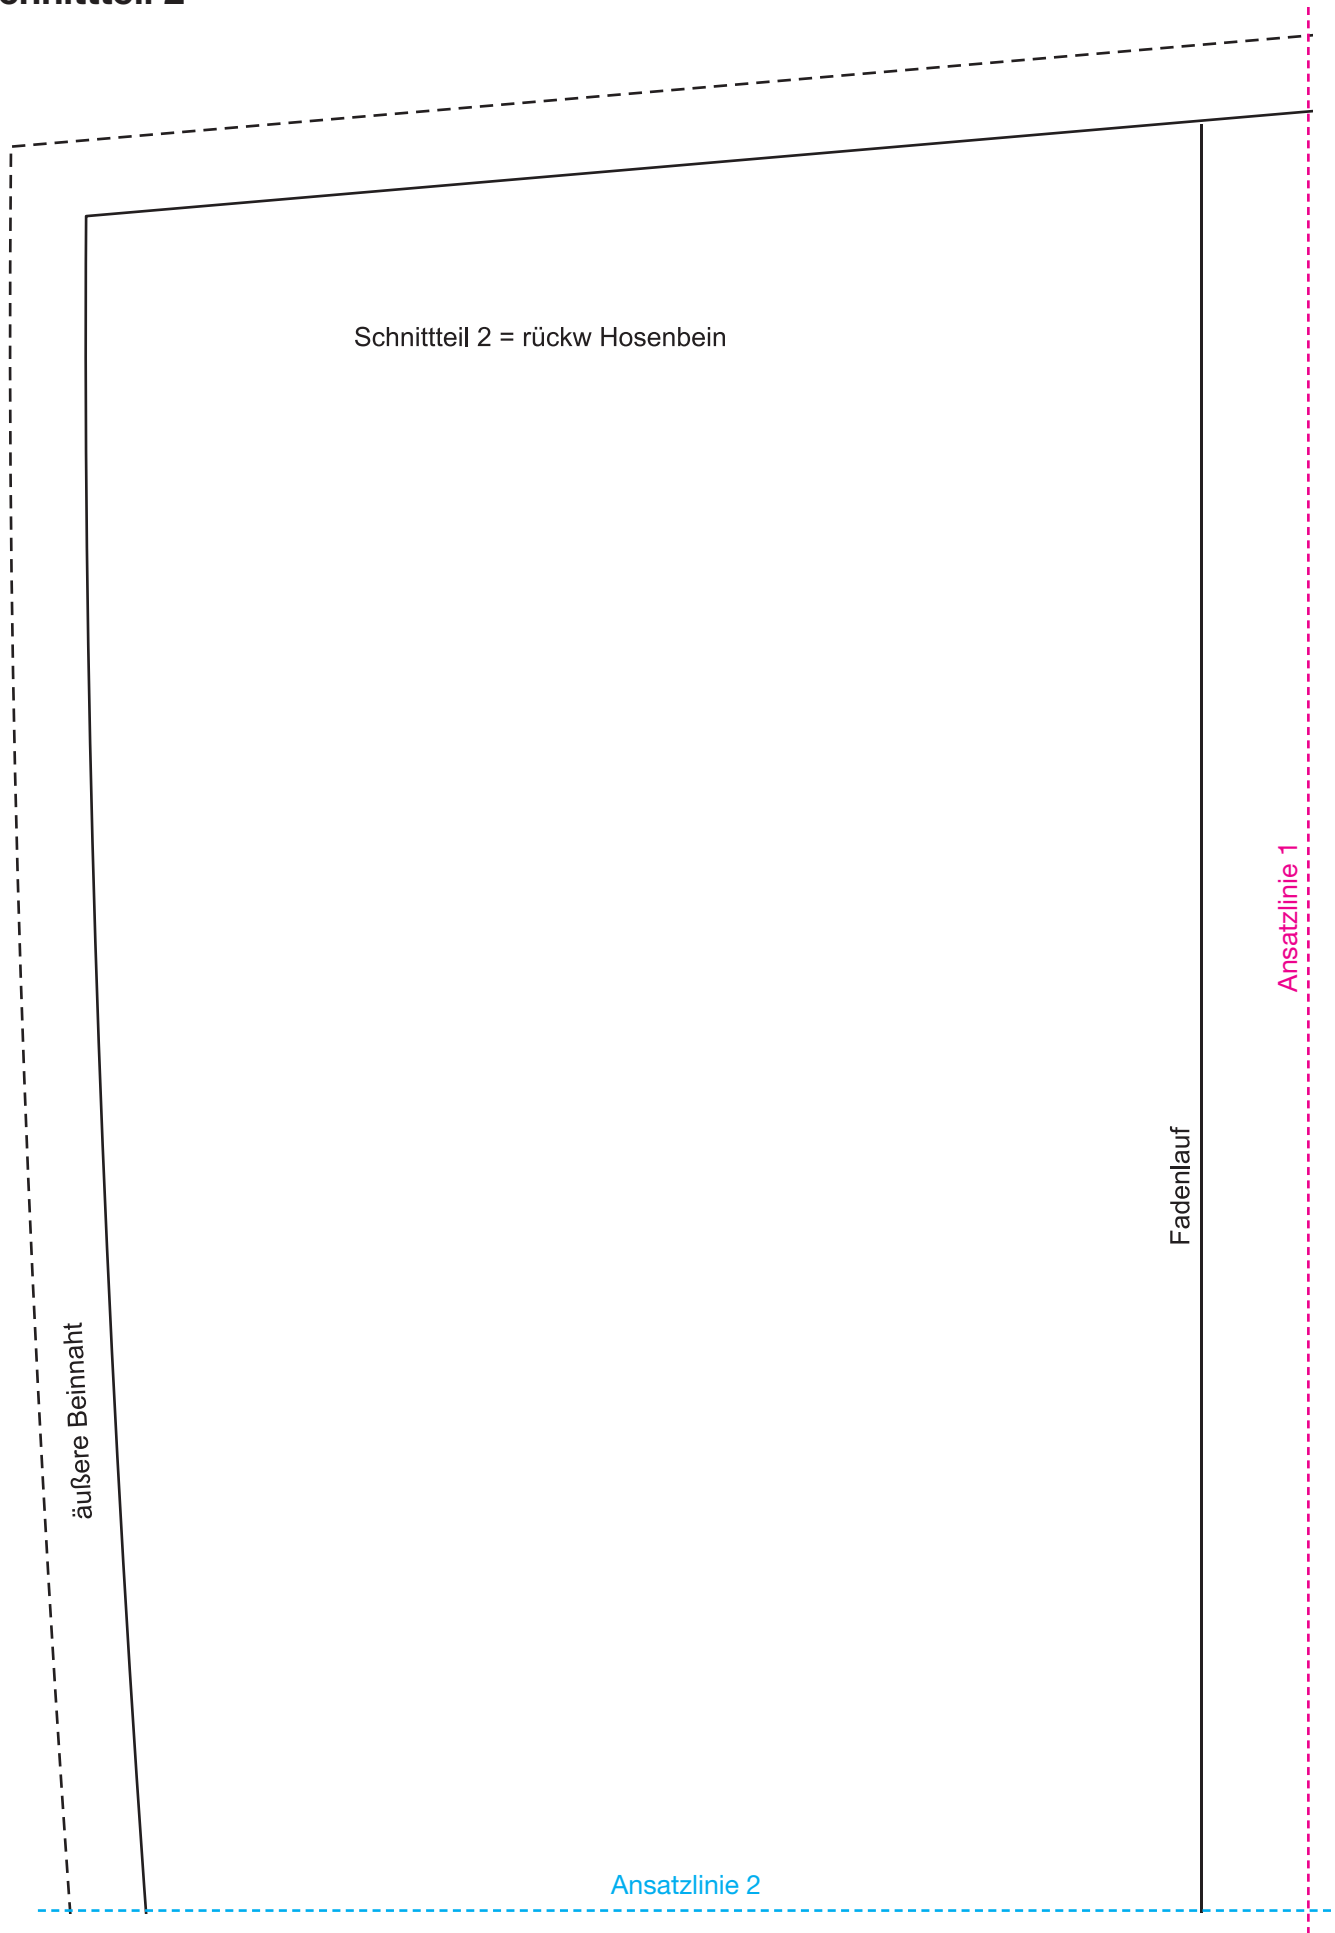 Schnittteil 2 = rückw Hosenbein
Ansatzlinie 1
Fadenlauf
äußere Beinnaht
Ansatzlinie 2